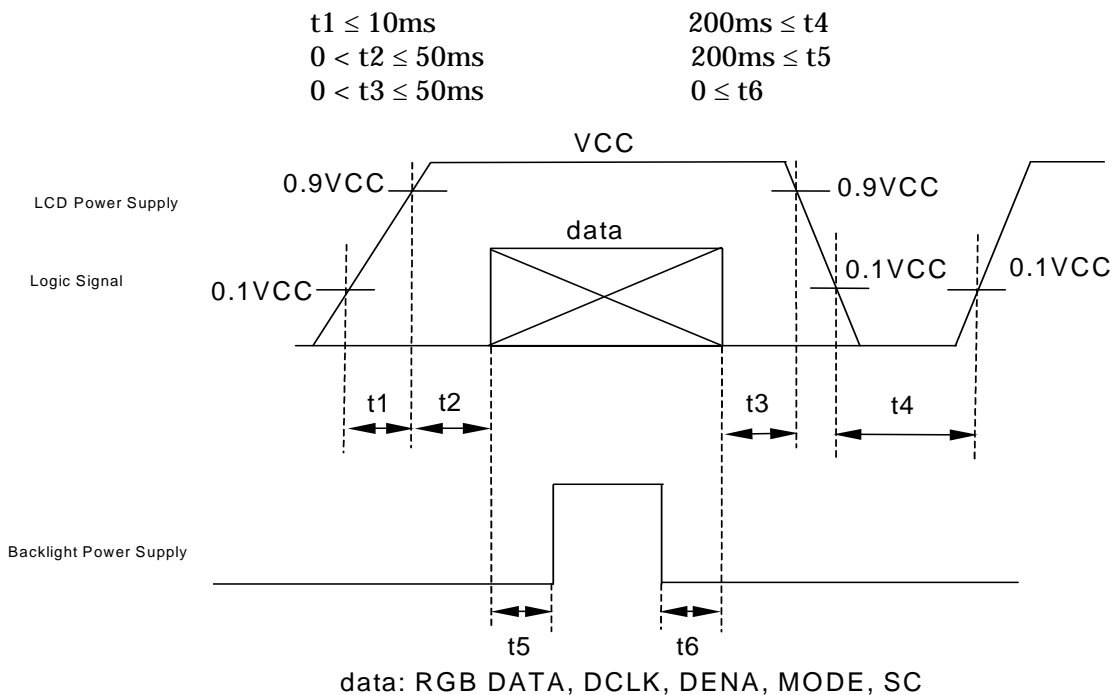 t1 ≤ 10ms 200ms ≤ t4
0 < t2 ≤ 50ms 200ms ≤ t5
0 < t3 ≤ 50ms 0 ≤ t6
VCC
0.9VCC 0.9VCC
LCD Power Supply
data
Logic Signal
0.1VCC 0.1VCC 0.1VCC
t1 t2 t3 t4
Backlight Power Supply
t5 t6
data: RGB DATA, DCLK, DENA, MODE, SC